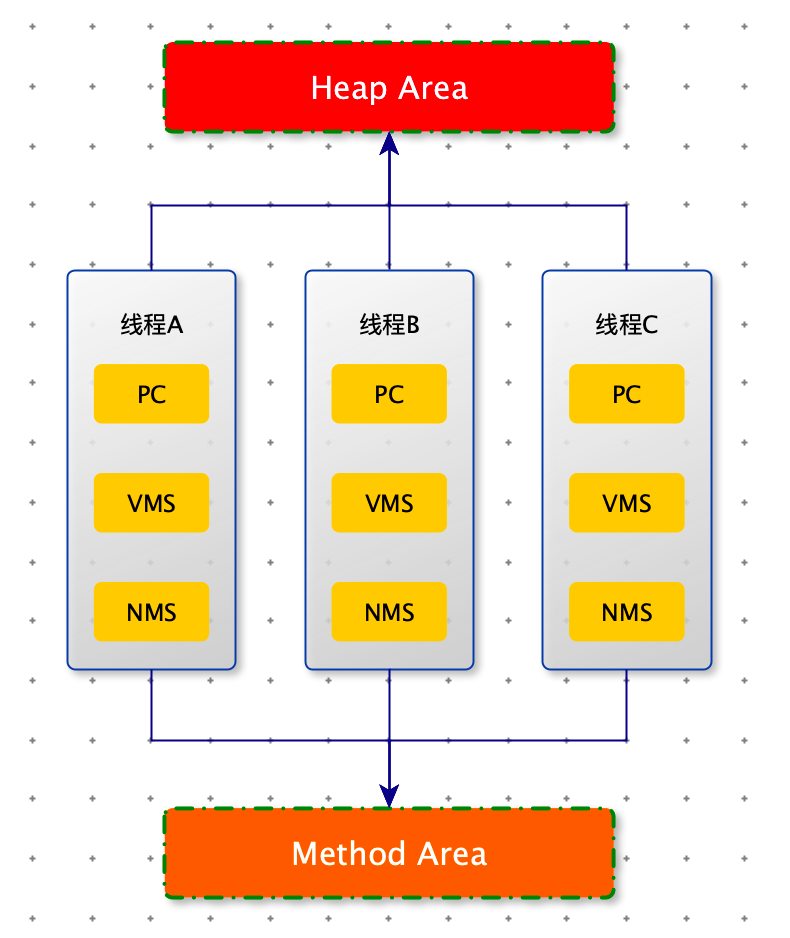 Heap Area
线程A
PC
VMS
NMS
线程B
PC
VMS
NMS
线程C
PC
VMS
NMS
Method Area